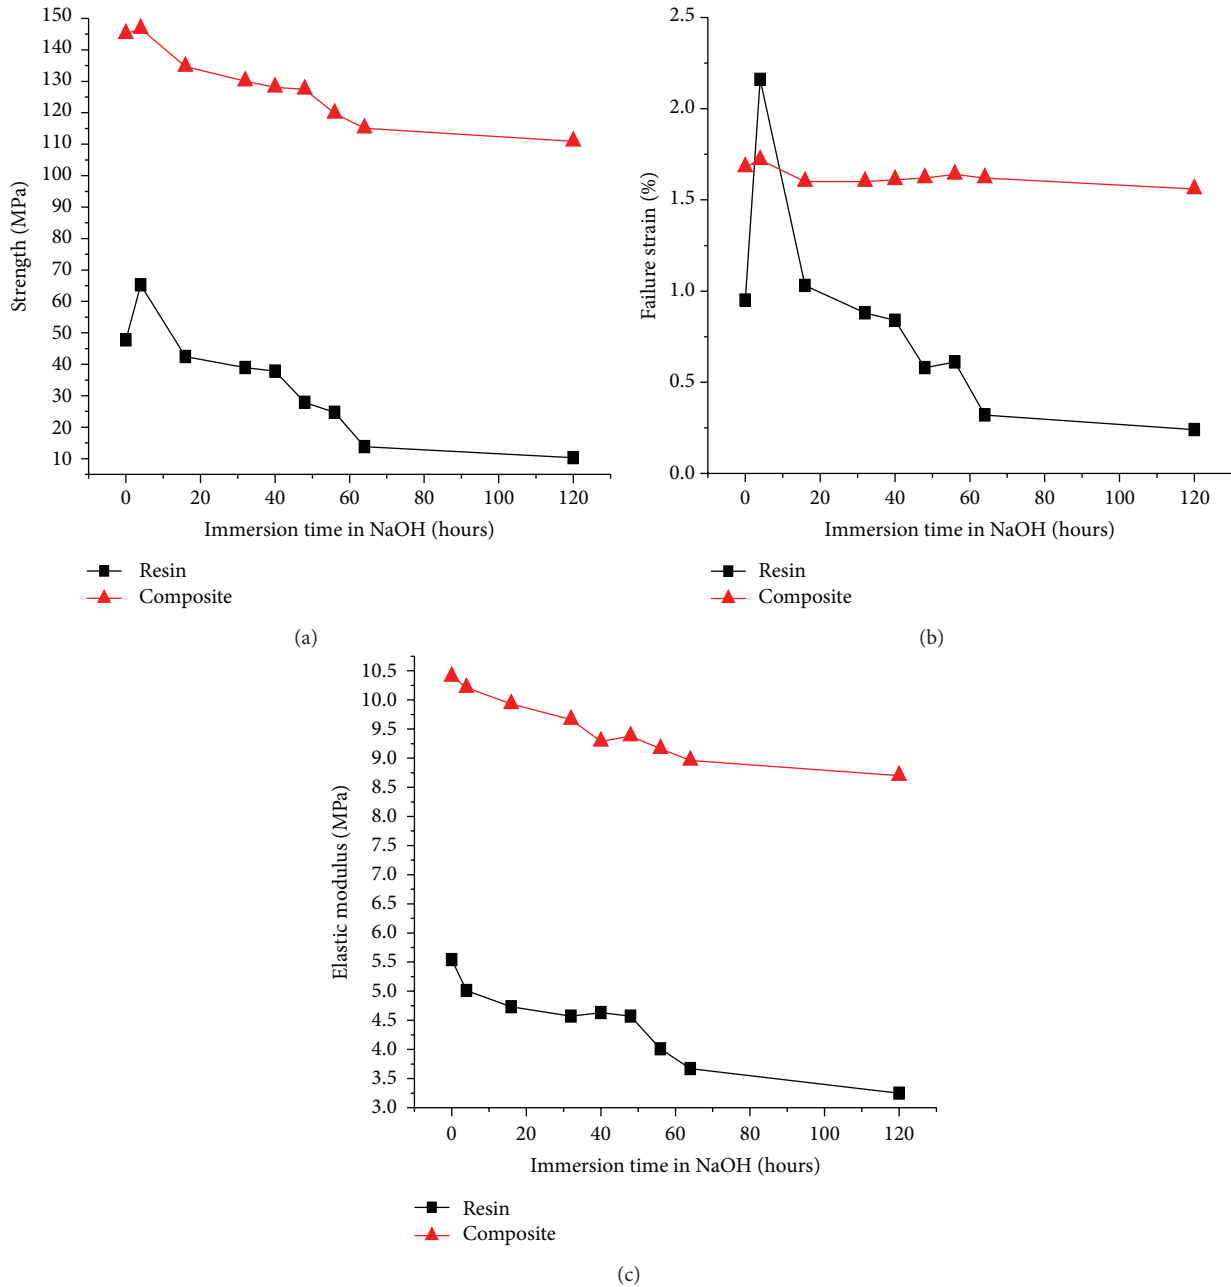 150
140
130
120
110
100
90
80
70
60
50
40
30
20
10
Strength (MPa)
0 20 40 60 80 100 120
Immersion time in NaOH (hours)
Resin
Composite
(a)
2.5
2.0
1.5
1.0
0.5
0.0
Failure strain (%)
0 20 40 60 80 100 120
Immersion time in NaOH (hours)
Resin
Composite
(b)
10.5
10.0
9.5
9.0
8.5
8.0
7.5
7.0
6.5
6.0
5.5
5.0
4.5
4.0
3.5
3.0
Elastic modulus (MPa)
0 20 40 60 80 100 120
Immersion time in NaOH (hours)
Resin
Composite
(c)